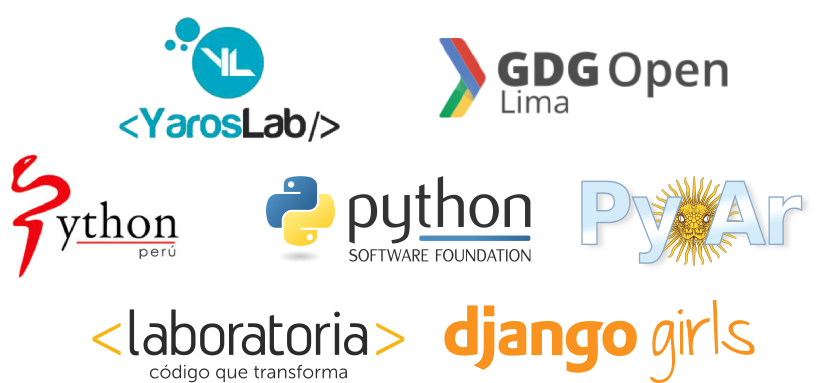 YL
<YarosLab/>
GDG Open
Lima
Python
perú
python
SOFTWARE FOUNDATION
PyAr
<laboratoria>
código que transforma
django girls